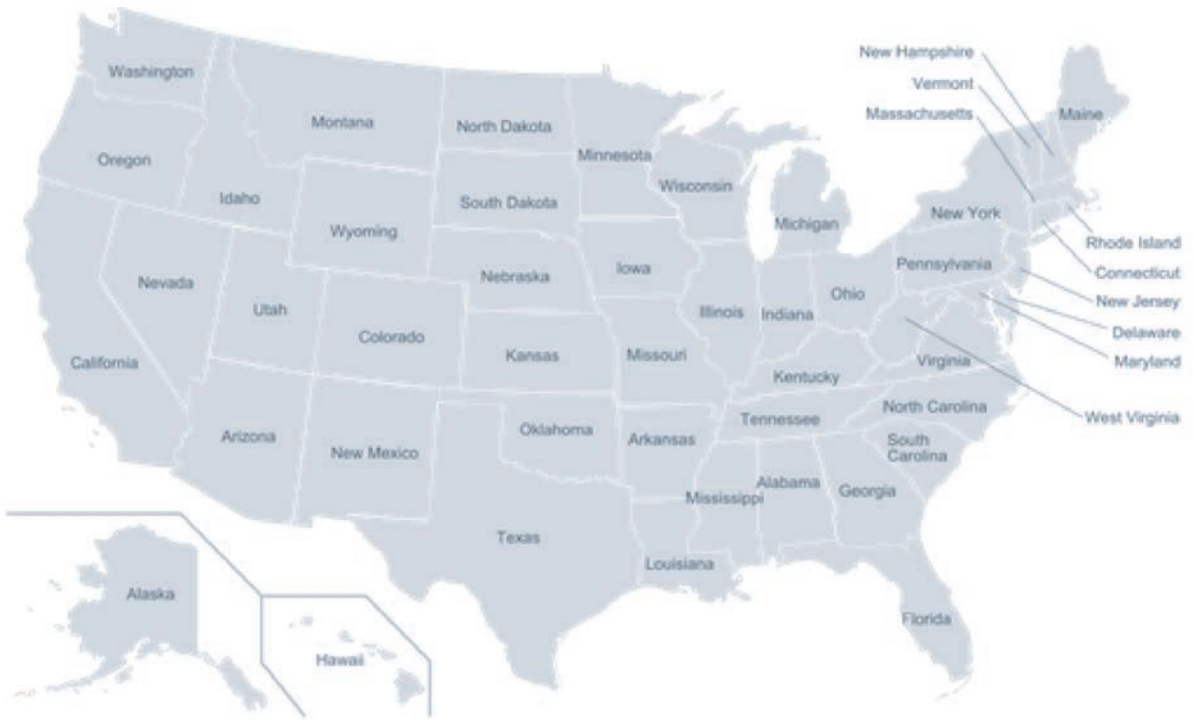 New Hampshire
Vermont
Massachusetts
Washington
Montana
North Dakota
Minnesota
Maine
Oregon
Idaho
South Dakota
Wisconsin
Wyoming
Michigan
New York
Rhode Island
Nevada
Nebraska
Iowa
Pennsylvania
Connecticut
Utah
Illinois
Indiana
Ohio
New Jersey
Colorado
Delaware
California
Kansas
Missouri
Kentucky
Virginia
Maryland
Arizona
New Mexico
Oklahoma
Arkansas
Tennessee
North Carolina
West Virginia
South
Carolina
Mississippi
Alabama
Georgia
Texas
Louisiana
Alaska
Florida
Hawaii